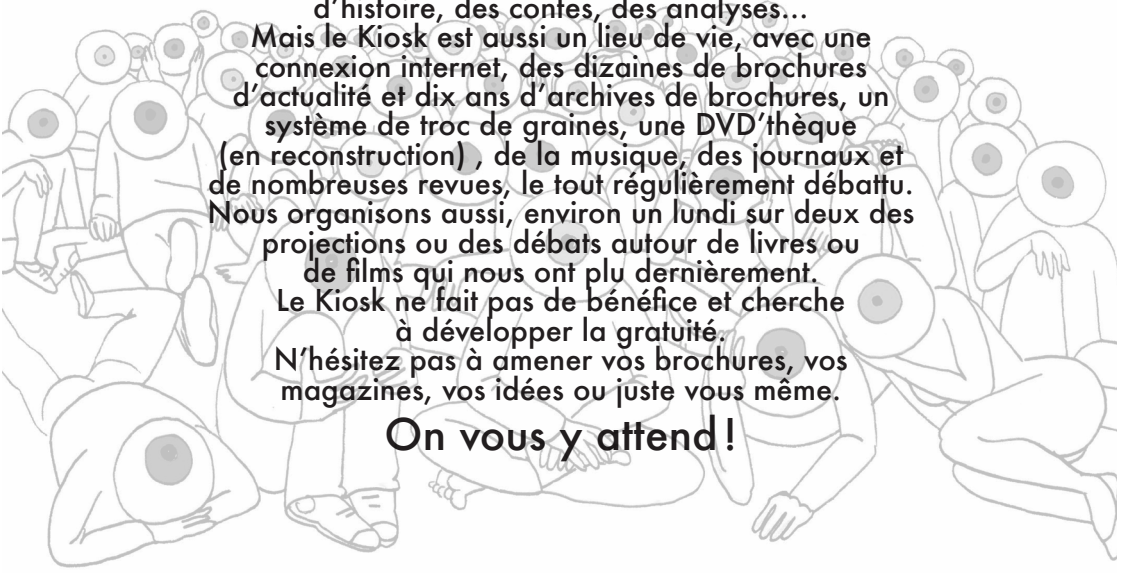 d'histoire, des contes, des analyses...
Mais le Kiosk est aussi un lieu de vie, avec une
connexion internet, des dizaines de brochures
d'actualité et dix ans d'archives de brochures, un
système de troc de graines, une DVD'thèque
(en reconstruction) , de la musique, des journaux et
de nombreuses revues, le tout régulièrement débattu.
Nous organisons aussi, environ un lundi sur deux des
projections ou des débats autour de livres ou
de films qui nous ont plu dernièrement.
Le Kiosk ne fait pas de bénéfice et cherche
à développer la gratuité.
N'hésitez pas à amener vos brochures, vos
magazines, vos idées ou juste vous même.
On vous y attend!